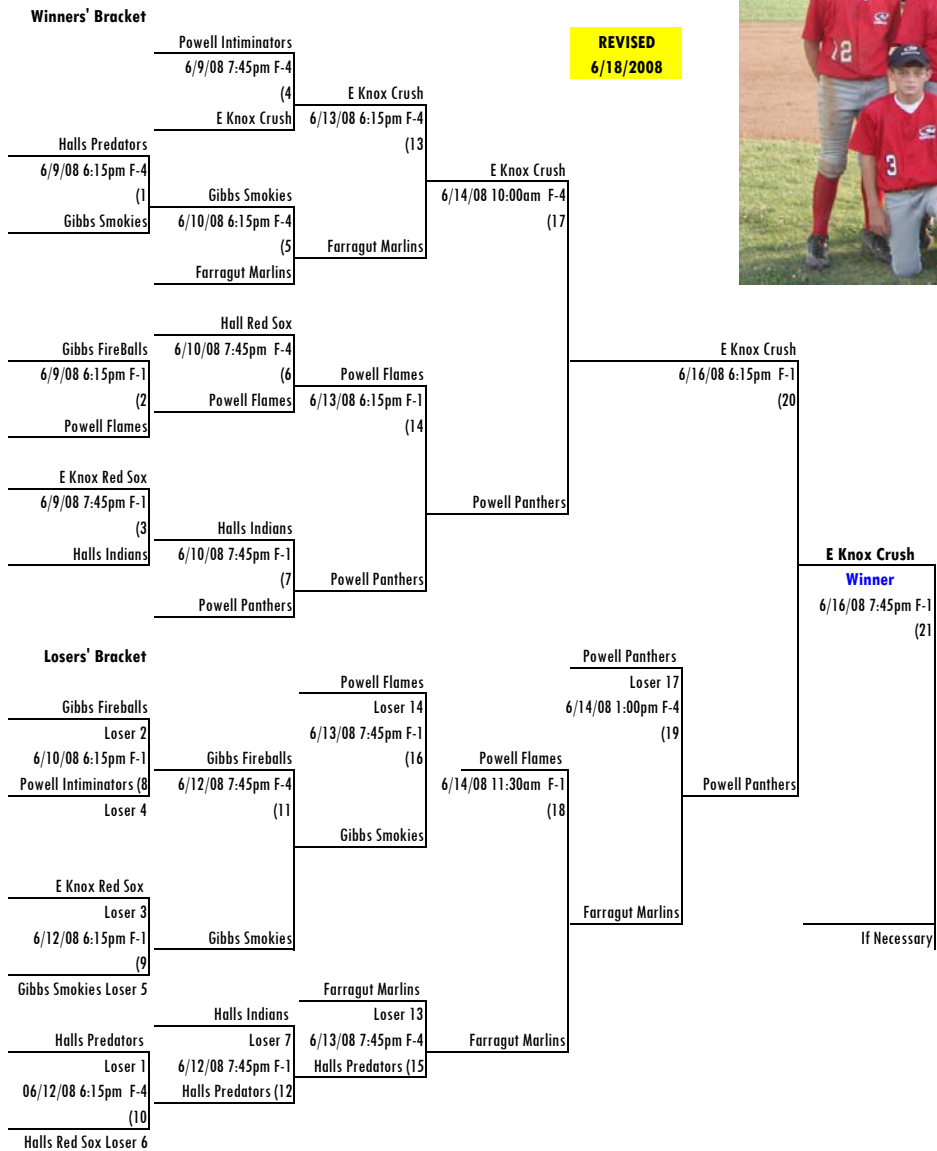 Winners' Bracket
Powell Intiminators
6/9/08 7:45pm F-4
(4
E Knox Crush
REVISED
6/18/2008
12
3
E Knox Crush
6/13/08 6:15pm F-4
(13
Halls Predators
6/9/08 6:15pm F-4
(1
Gibbs Smokies
Gibbs Smokies
6/10/08 6:15pm F-4
(5
Farragut Marlins
Farragut Marlins
E Knox Crush
6/14/08 10:00am F-4
(17
Gibbs FireBalls
6/9/08 6:15pm F-1
(2
Powell Flames
Hall Red Sox
6/10/08 7:45pm F-4
(6
Powell Flames
Powell Flames
6/13/08 6:15pm F-1
(14
E Knox Crush
6/16/08 6:15pm F-1
(20
E Knox Red Sox
6/9/08 7:45pm F-1
(3
Halls Indians
Halls Indians
6/10/08 7:45pm F-1
(7
Powell Panthers
Powell Panthers
Powell Panthers
E Knox Crush
Winner
6/16/08 7:45pm F-1
(21
Losers' Bracket
Gibbs Fireballs
Loser 2
6/10/08 6:15pm F-1
Powell Intiminators (8
Loser 4
Gibbs Fireballs
6/12/08 7:45pm F-4
(11
Powell Flames
Loser 14
6/13/08 7:45pm F-1
(16
Gibbs Smokies
Powell Flames
6/14/08 11:30am F-1
(18
Powell Panthers
Loser 17
6/14/08 1:00pm F-4
(19
Powell Panthers
E Knox Red Sox
Loser 3
6/12/08 6:15pm F-1
(9
Gibbs Smokies Loser 5
Gibbs Smokies
Farragut Marlins
If Necessary
Halls Predators
Loser 1
06/12/08 6:15pm F-4
(10
Halls Red Sox Loser 6
Halls Indians
Loser 7
6/12/08 7:45pm F-1
Halls Predators (12
Farragut Marlins
Loser 13
6/13/08 7:45pm F-4
Halls Predators (15
Farragut Marlins